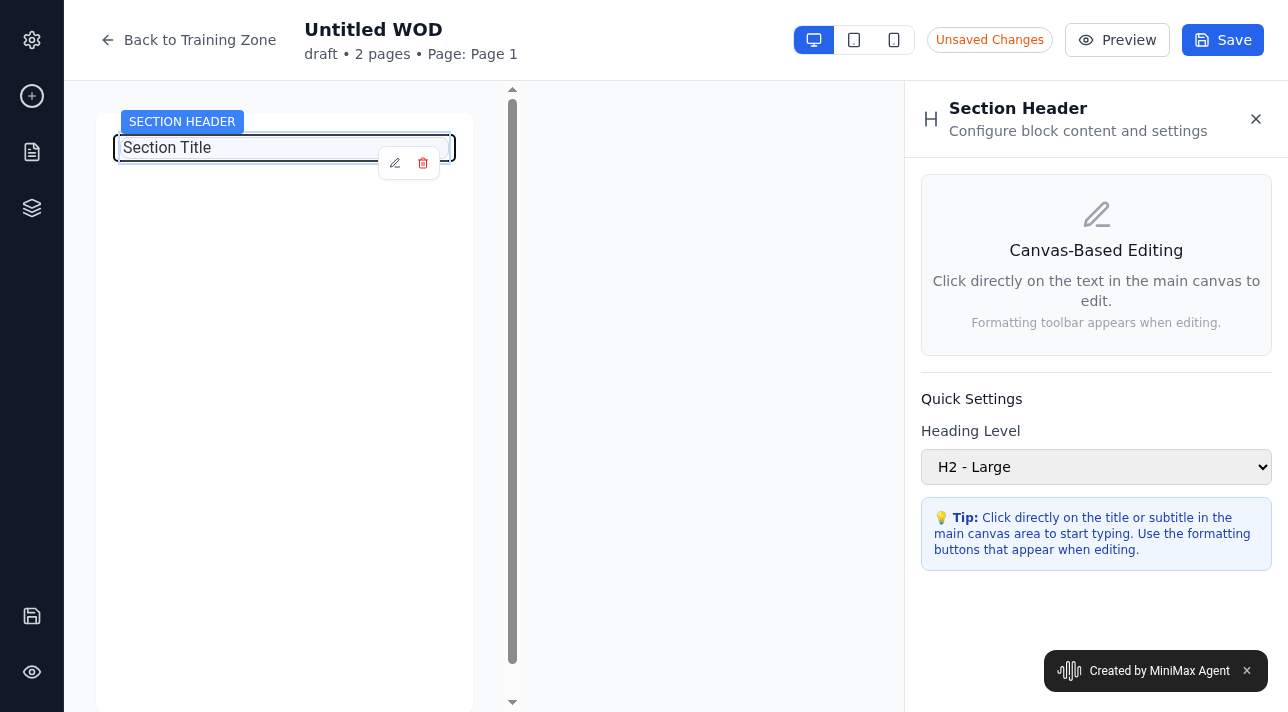 Back to Training Zone
Untitled WOD
draft • 2 pages • Page: Page 1
Unsaved Changes
Preview
Save
SECTION HEADER
Section Title
Section Header
Configure block content and settings
Canvas-Based Editing
Click directly on the text in the main canvas to
edit.
Formatting toolbar appears when editing.
Quick Settings
Heading Level
H2 - Large
💡 Tip: Click directly on the title or subtitle in the
main canvas area to start typing. Use the formatting
buttons that appear when editing.
Created by MiniMax Agent